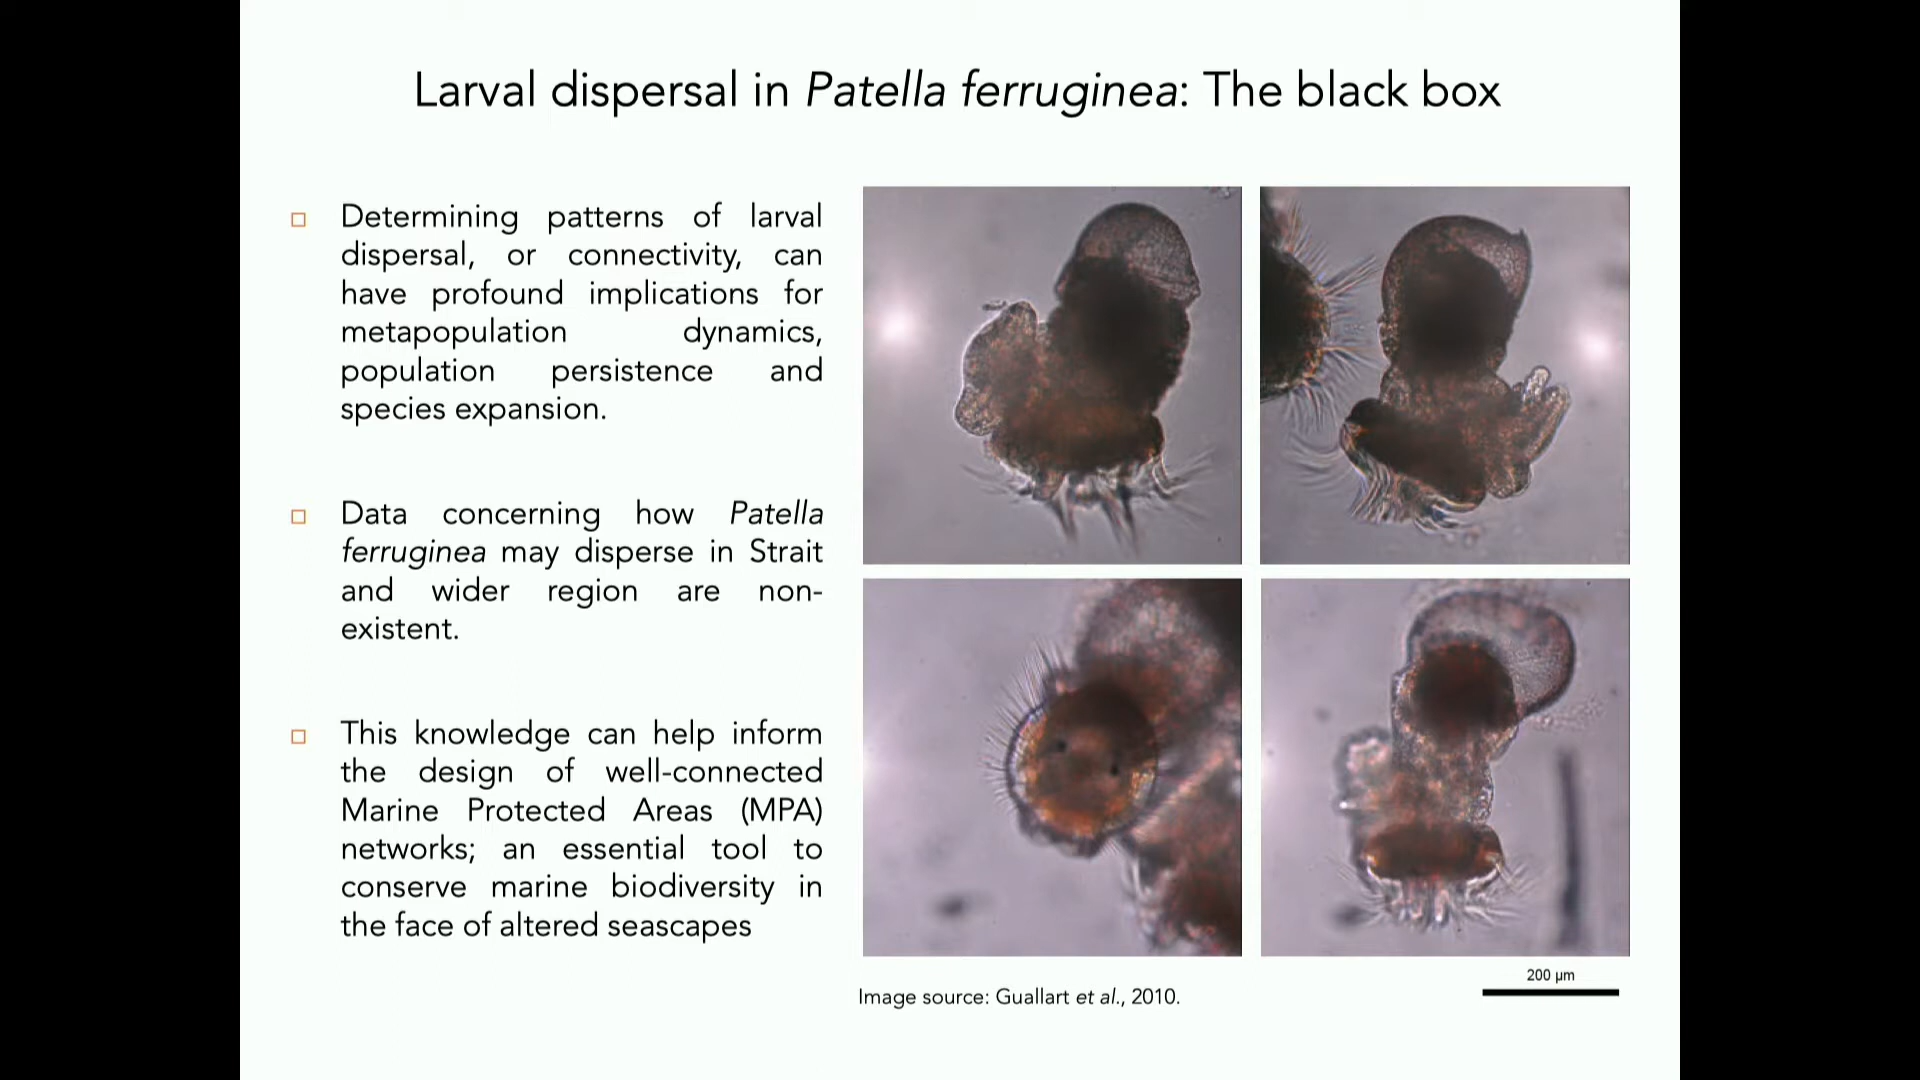 Larval dispersal in Patella ferruginea: The black box
Determining patterns of larval
dispersal, or connectivity, can
have profound implications for
metapopulation dynamics,
population persistence and
species expansion.
Data concerning how Patella
ferruginea may disperse in Strait
and wider region are non-
existent.
This knowledge can help inform
the design of well-connected
Marine Protected Areas (MPA)
networks; an essential tool to
conserve marine biodiversity in
the face of altered seascapes
200 µm
Image source: Guallart et al., 2010.